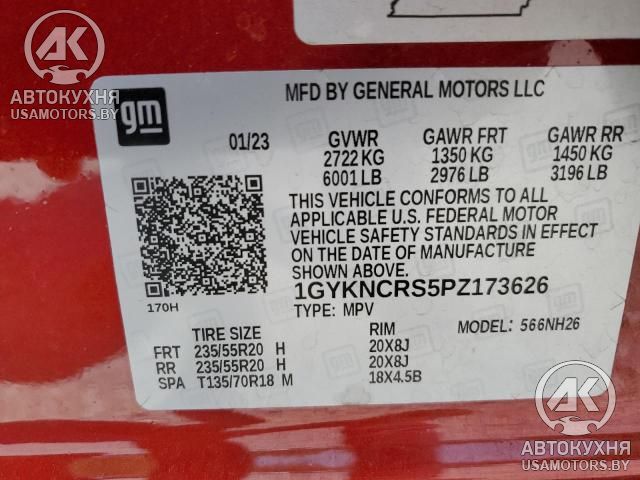 AK
АВТОКУХНЯ
USAMOTORS.BY
gm
MFD BY GENERAL MOTORS LLC
01/23 GVWR GAWR FRT GAWR RR
2722 KG 1350 KG 1450 KG
6001 LB 2976 LB 3196 LB
THIS VEHICLE CONFORMS TO ALL
APPLICABLE U.S. FEDERAL MOTOR
VEHICLE SAFETY STANDARDS IN EFFECT
ON THE DATE OF MANUFACTURE
SHOWN ABOVE.
170H
1GYKNCRS5PZ173626
TYPE: MPV MODEL: 566NH26
TIRE SIZE RIM
FRT 235/55R20 H 20X8J
RR 235/55R20 H 20X8J
SPA T135/70R18 M 18X4.5B
AK
АВТОКУХНЯ
USAMOTORS.BY